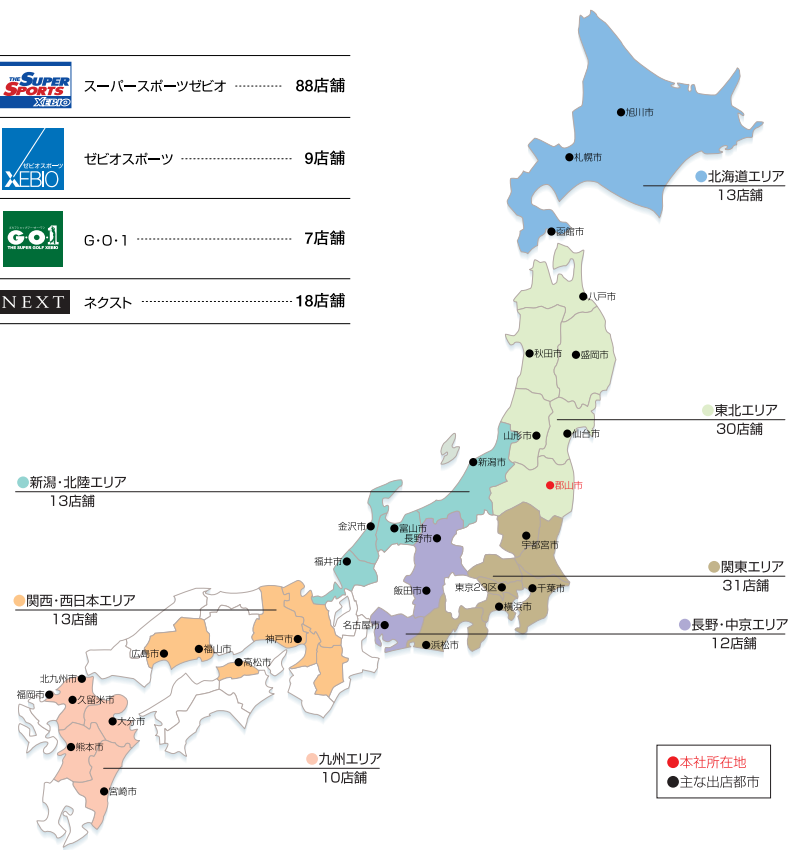 THE SUPER
SPORTS
XEBIO
スーパースポーツゼビオ 88店舗
ゼビオスポーツ
XEBIO
ゼビオスポーツ 9店舗
G·O·1
THE SUPER GOLF XEBIO
G・O・1 7店舗
NEXT
ネクスト 18店舗
旭川市
札幌市
北海道エリア
13店舗
函館市
八戸市
秋田市
盛岡市
東北エリア
30店舗
山形市
仙台市
新潟市
郡山市
新潟・北陸エリア
13店舗
金沢市
富山市
長野市
宇都宮市
福井市
関東エリア
31店舗
飯田市
東京23区
千葉市
横浜市
関西・西日本エリア
13店舗
名古屋市
長野・中京エリア
12店舗
神戸市
浜松市
広島市
福山市
高松市
北九州市
福岡市
久留米市
大分市
熊本市
九州エリア
10店舗
宮崎市
本社所在地
主な出店都市